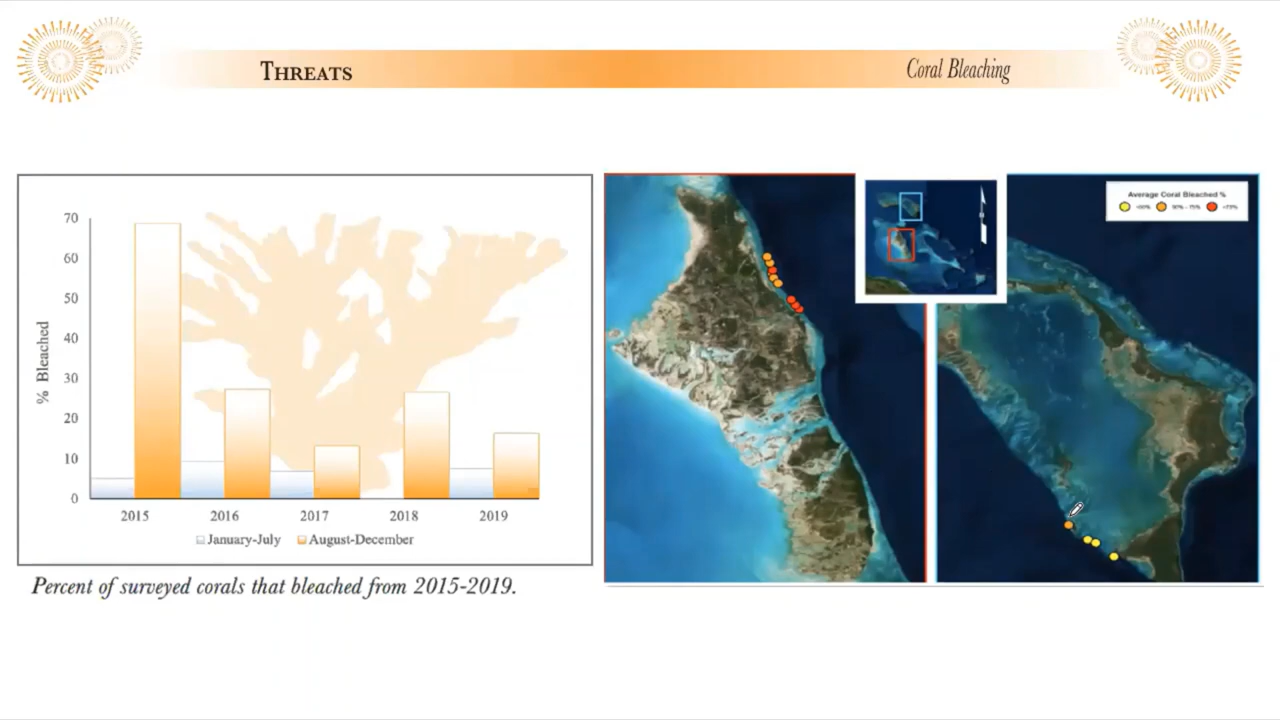 THREATS
Coral Bleaching
70
60
50
40
30
20
10
0
% Bleached
2015 2016 2017 2018 2019
January-July August-December
Percent of surveyed corals that bleached from 2015-2019.
Average Coral Bleached %